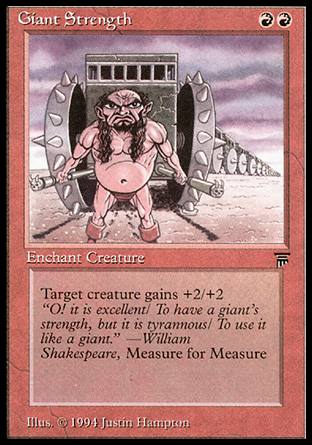 Giant Strength
Enchant Creature
Target creature gains +2/+2
"O! it is excellent/ To have a giant's
strength, but it is tyrannous/ To use it
like a giant." —William
Shakespeare, Measure for Measure
Illus. © 1994 Justin Hampton